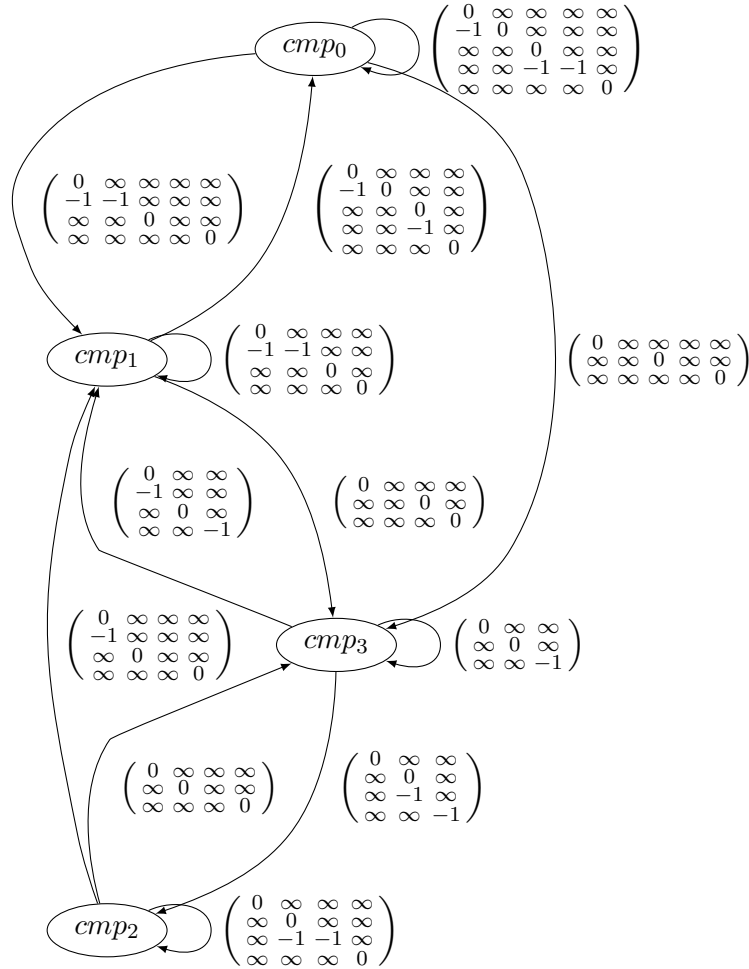 cmp0
0 ∞ ∞ ∞ ∞
−1 0 ∞ ∞ ∞
∞ ∞ 0 ∞ ∞
∞ ∞ −1 −1 ∞
∞ ∞ ∞ ∞ 0
0 ∞ ∞ ∞ ∞
−1 −1 ∞ ∞ ∞
∞ ∞ 0 ∞ ∞
∞ ∞ ∞ ∞ 0
0 ∞ ∞ ∞
−1 0 ∞ ∞
∞ ∞ 0 ∞
∞ ∞ −1 ∞
∞ ∞ ∞ 0
cmp1
0 ∞ ∞ ∞
−1 −1 ∞ ∞
∞ ∞ 0 ∞
∞ ∞ ∞ 0
0 ∞ ∞ ∞ ∞
∞ ∞ 0 ∞ ∞
∞ ∞ ∞ ∞ 0
0 ∞ ∞
−1 ∞ ∞
∞ 0 ∞
∞ ∞ −1
0 ∞ ∞ ∞
∞ ∞ 0 ∞
∞ ∞ ∞ 0
0 ∞ ∞ ∞
−1 ∞ ∞ ∞
∞ 0 ∞ ∞
∞ ∞ ∞ 0
cmp3
0 ∞ ∞
∞ 0 ∞
∞ ∞ −1
0 ∞ ∞ ∞
∞ 0 ∞ ∞
∞ ∞ ∞ 0
0 ∞ ∞
∞ 0 ∞
∞ −1 ∞
∞ ∞ −1
cmp2
0 ∞ ∞ ∞
∞ 0 ∞ ∞
∞ −1 −1 ∞
∞ ∞ ∞ 0